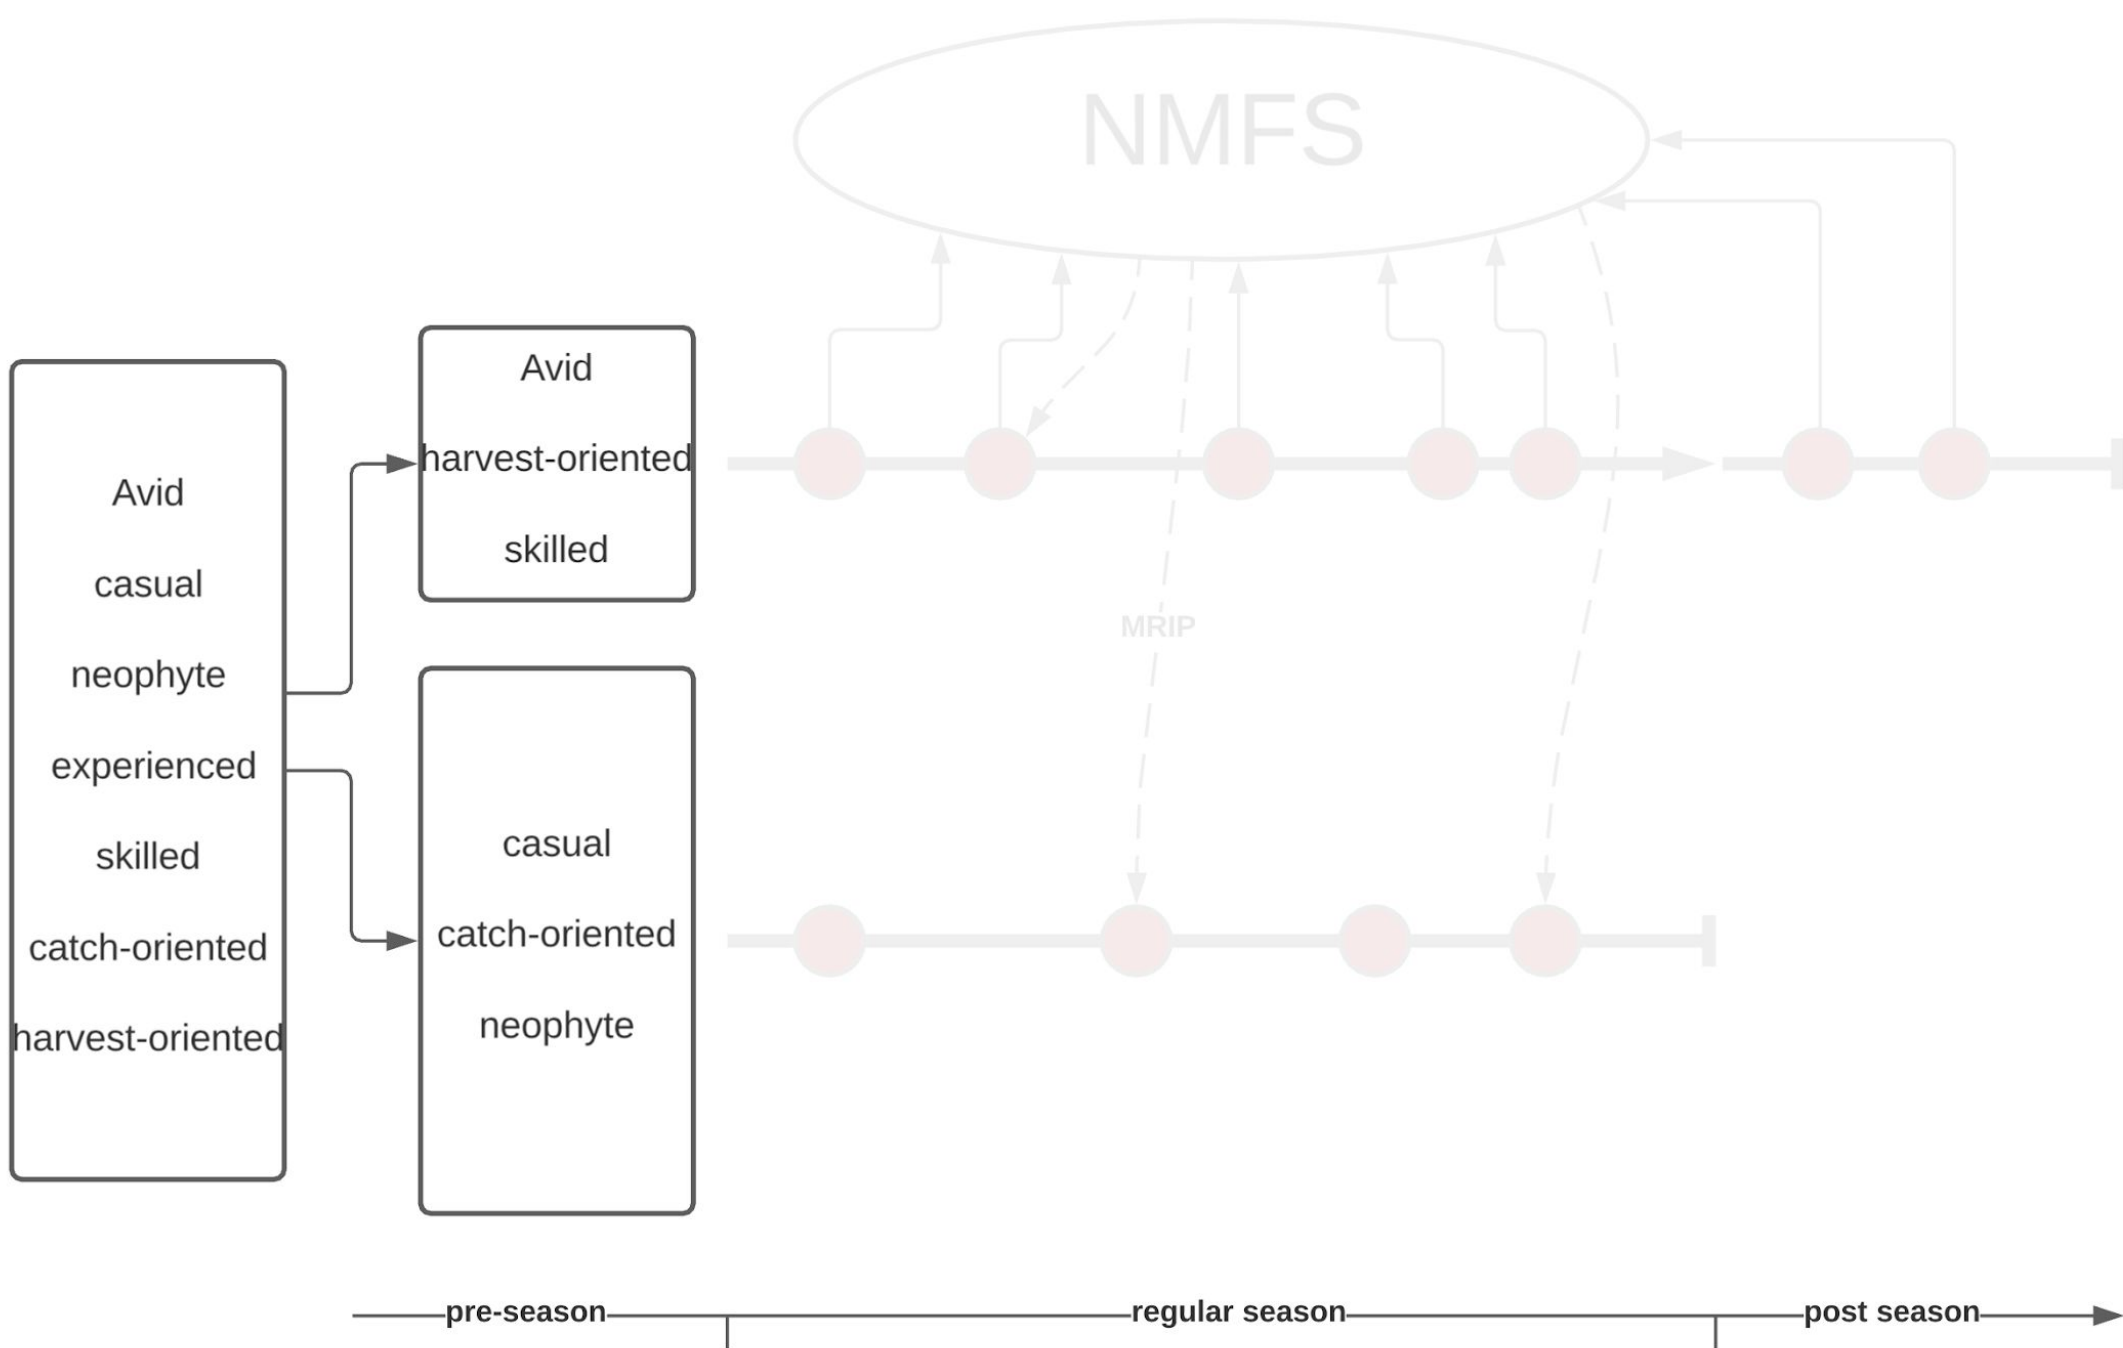 NMFS
Avid
casual
neophyte
experienced
skilled
catch-oriented
harvest-oriented
Avid
harvest-oriented
skilled
casual
catch-oriented
neophyte
MRIP
pre-season
regular season
post season